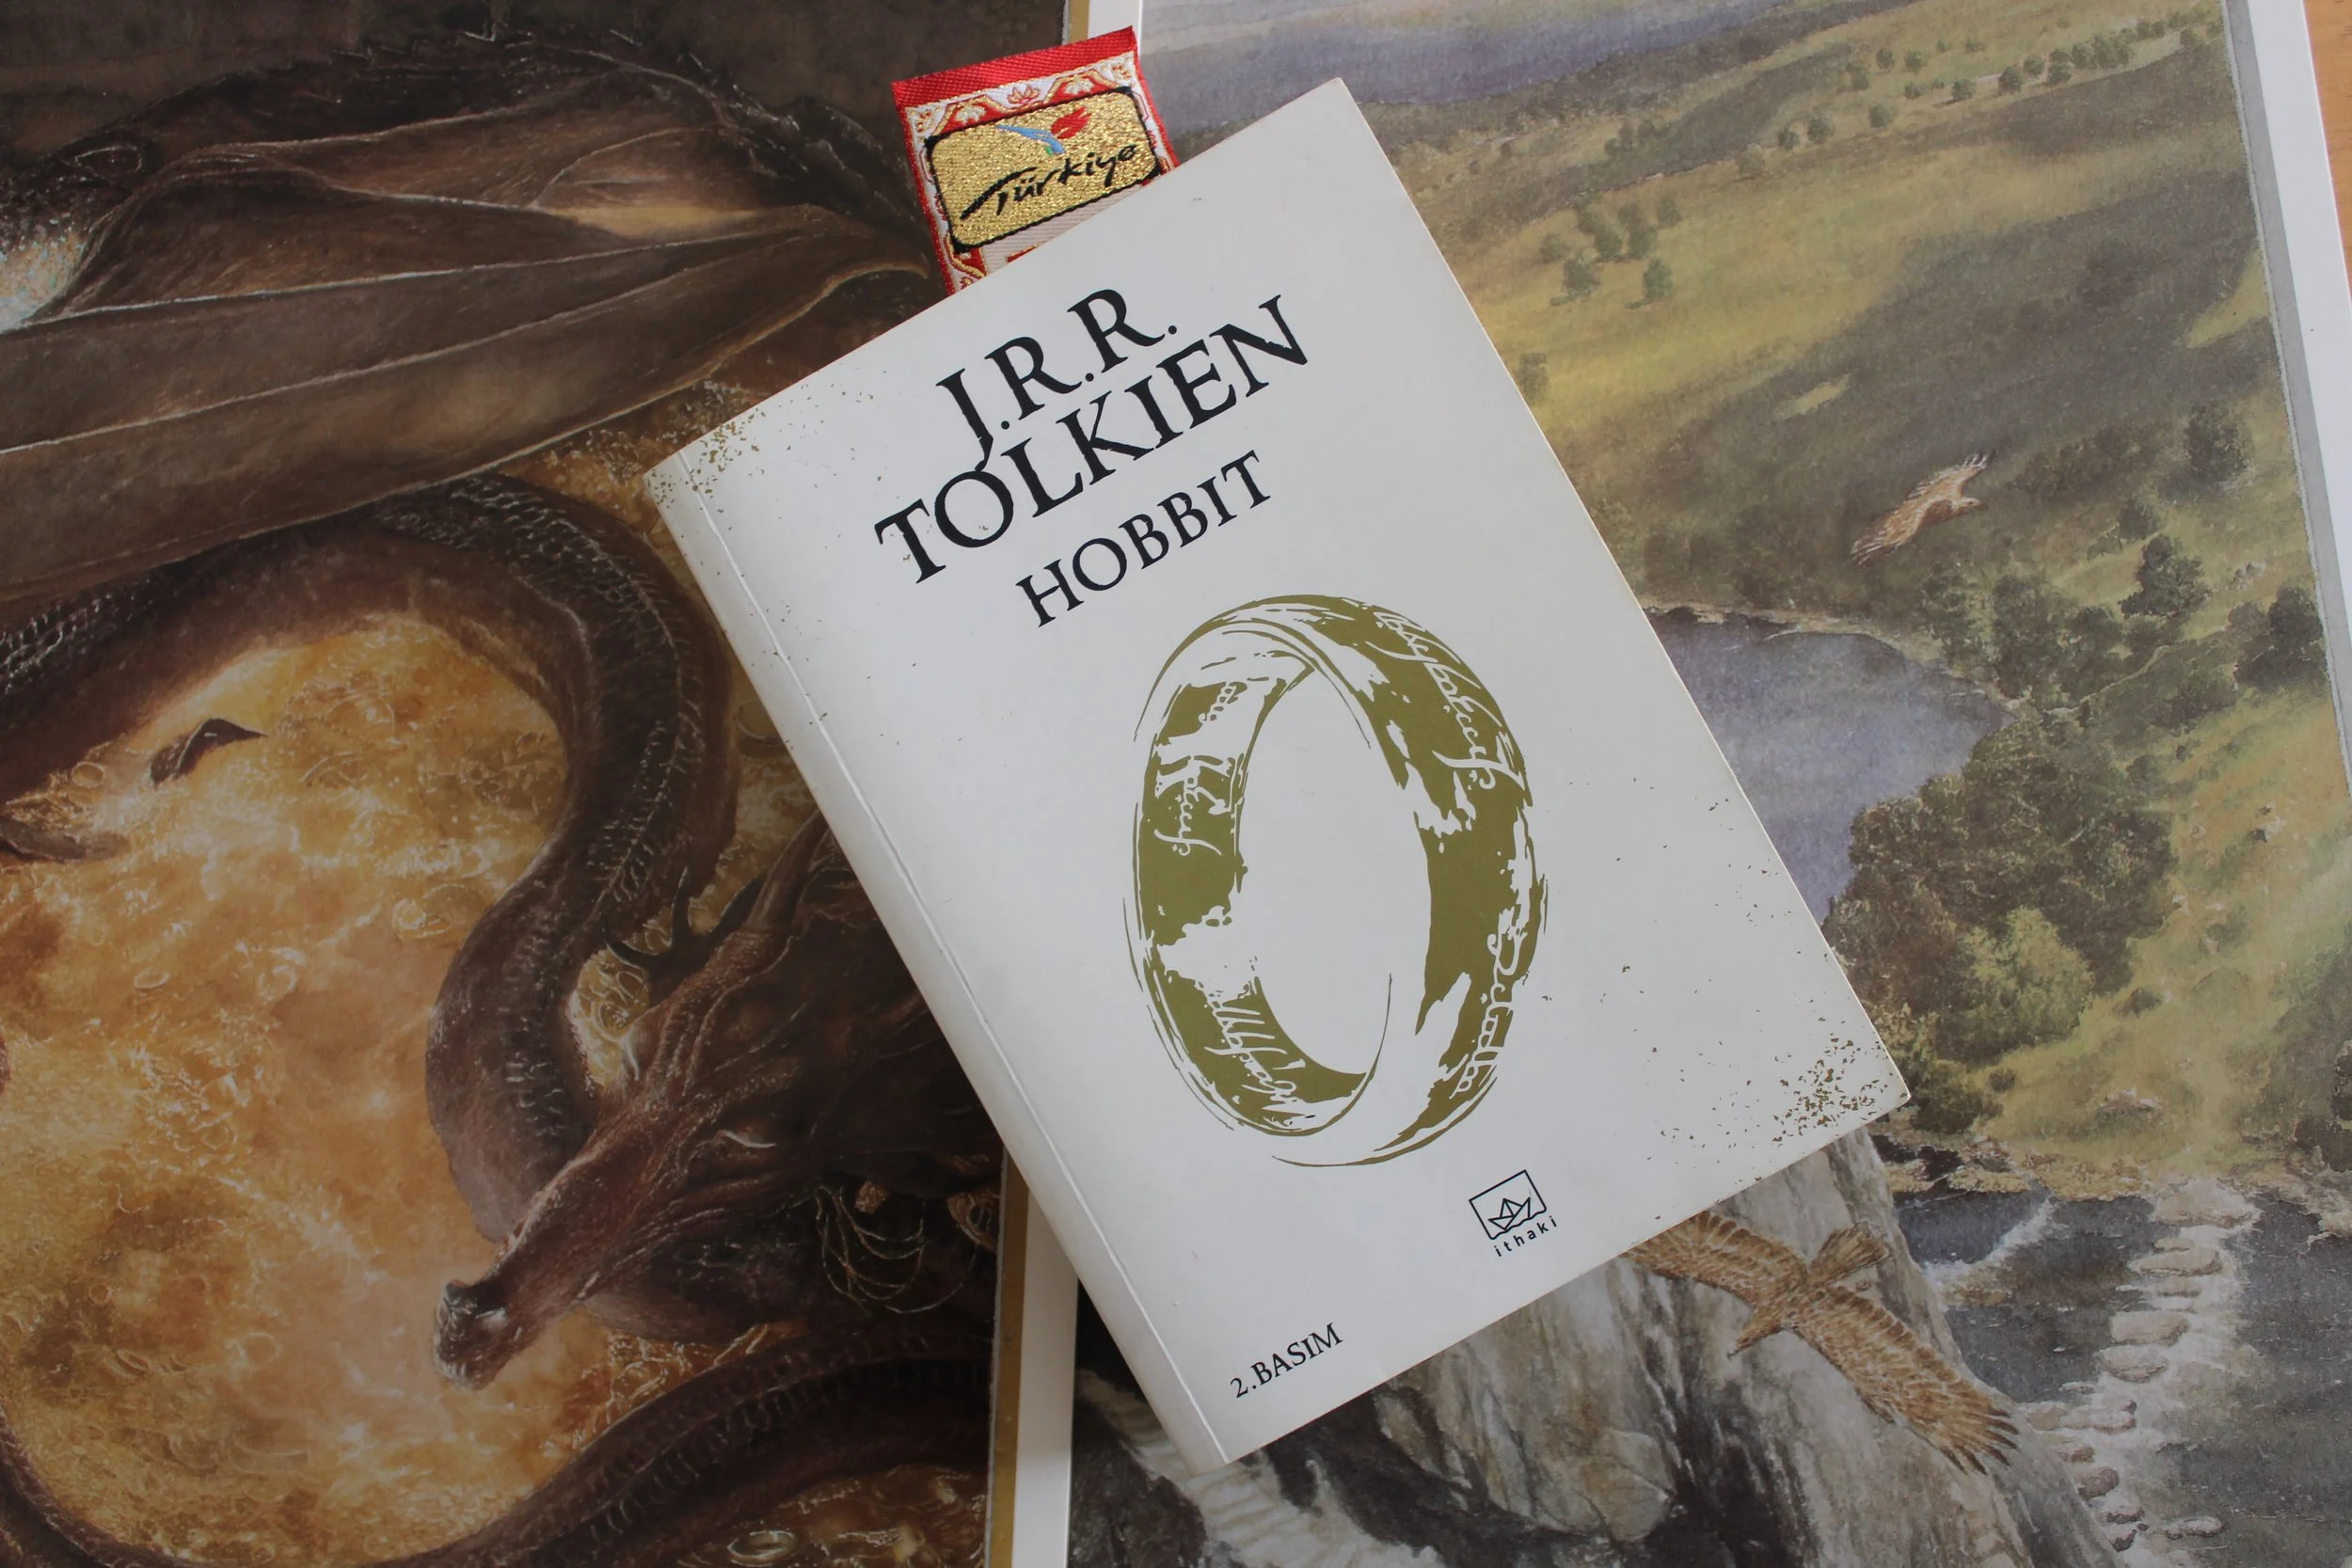 Türkiye
J.R.R.
TOLKIEN
HOBBIT
ithaki
2.BASIM